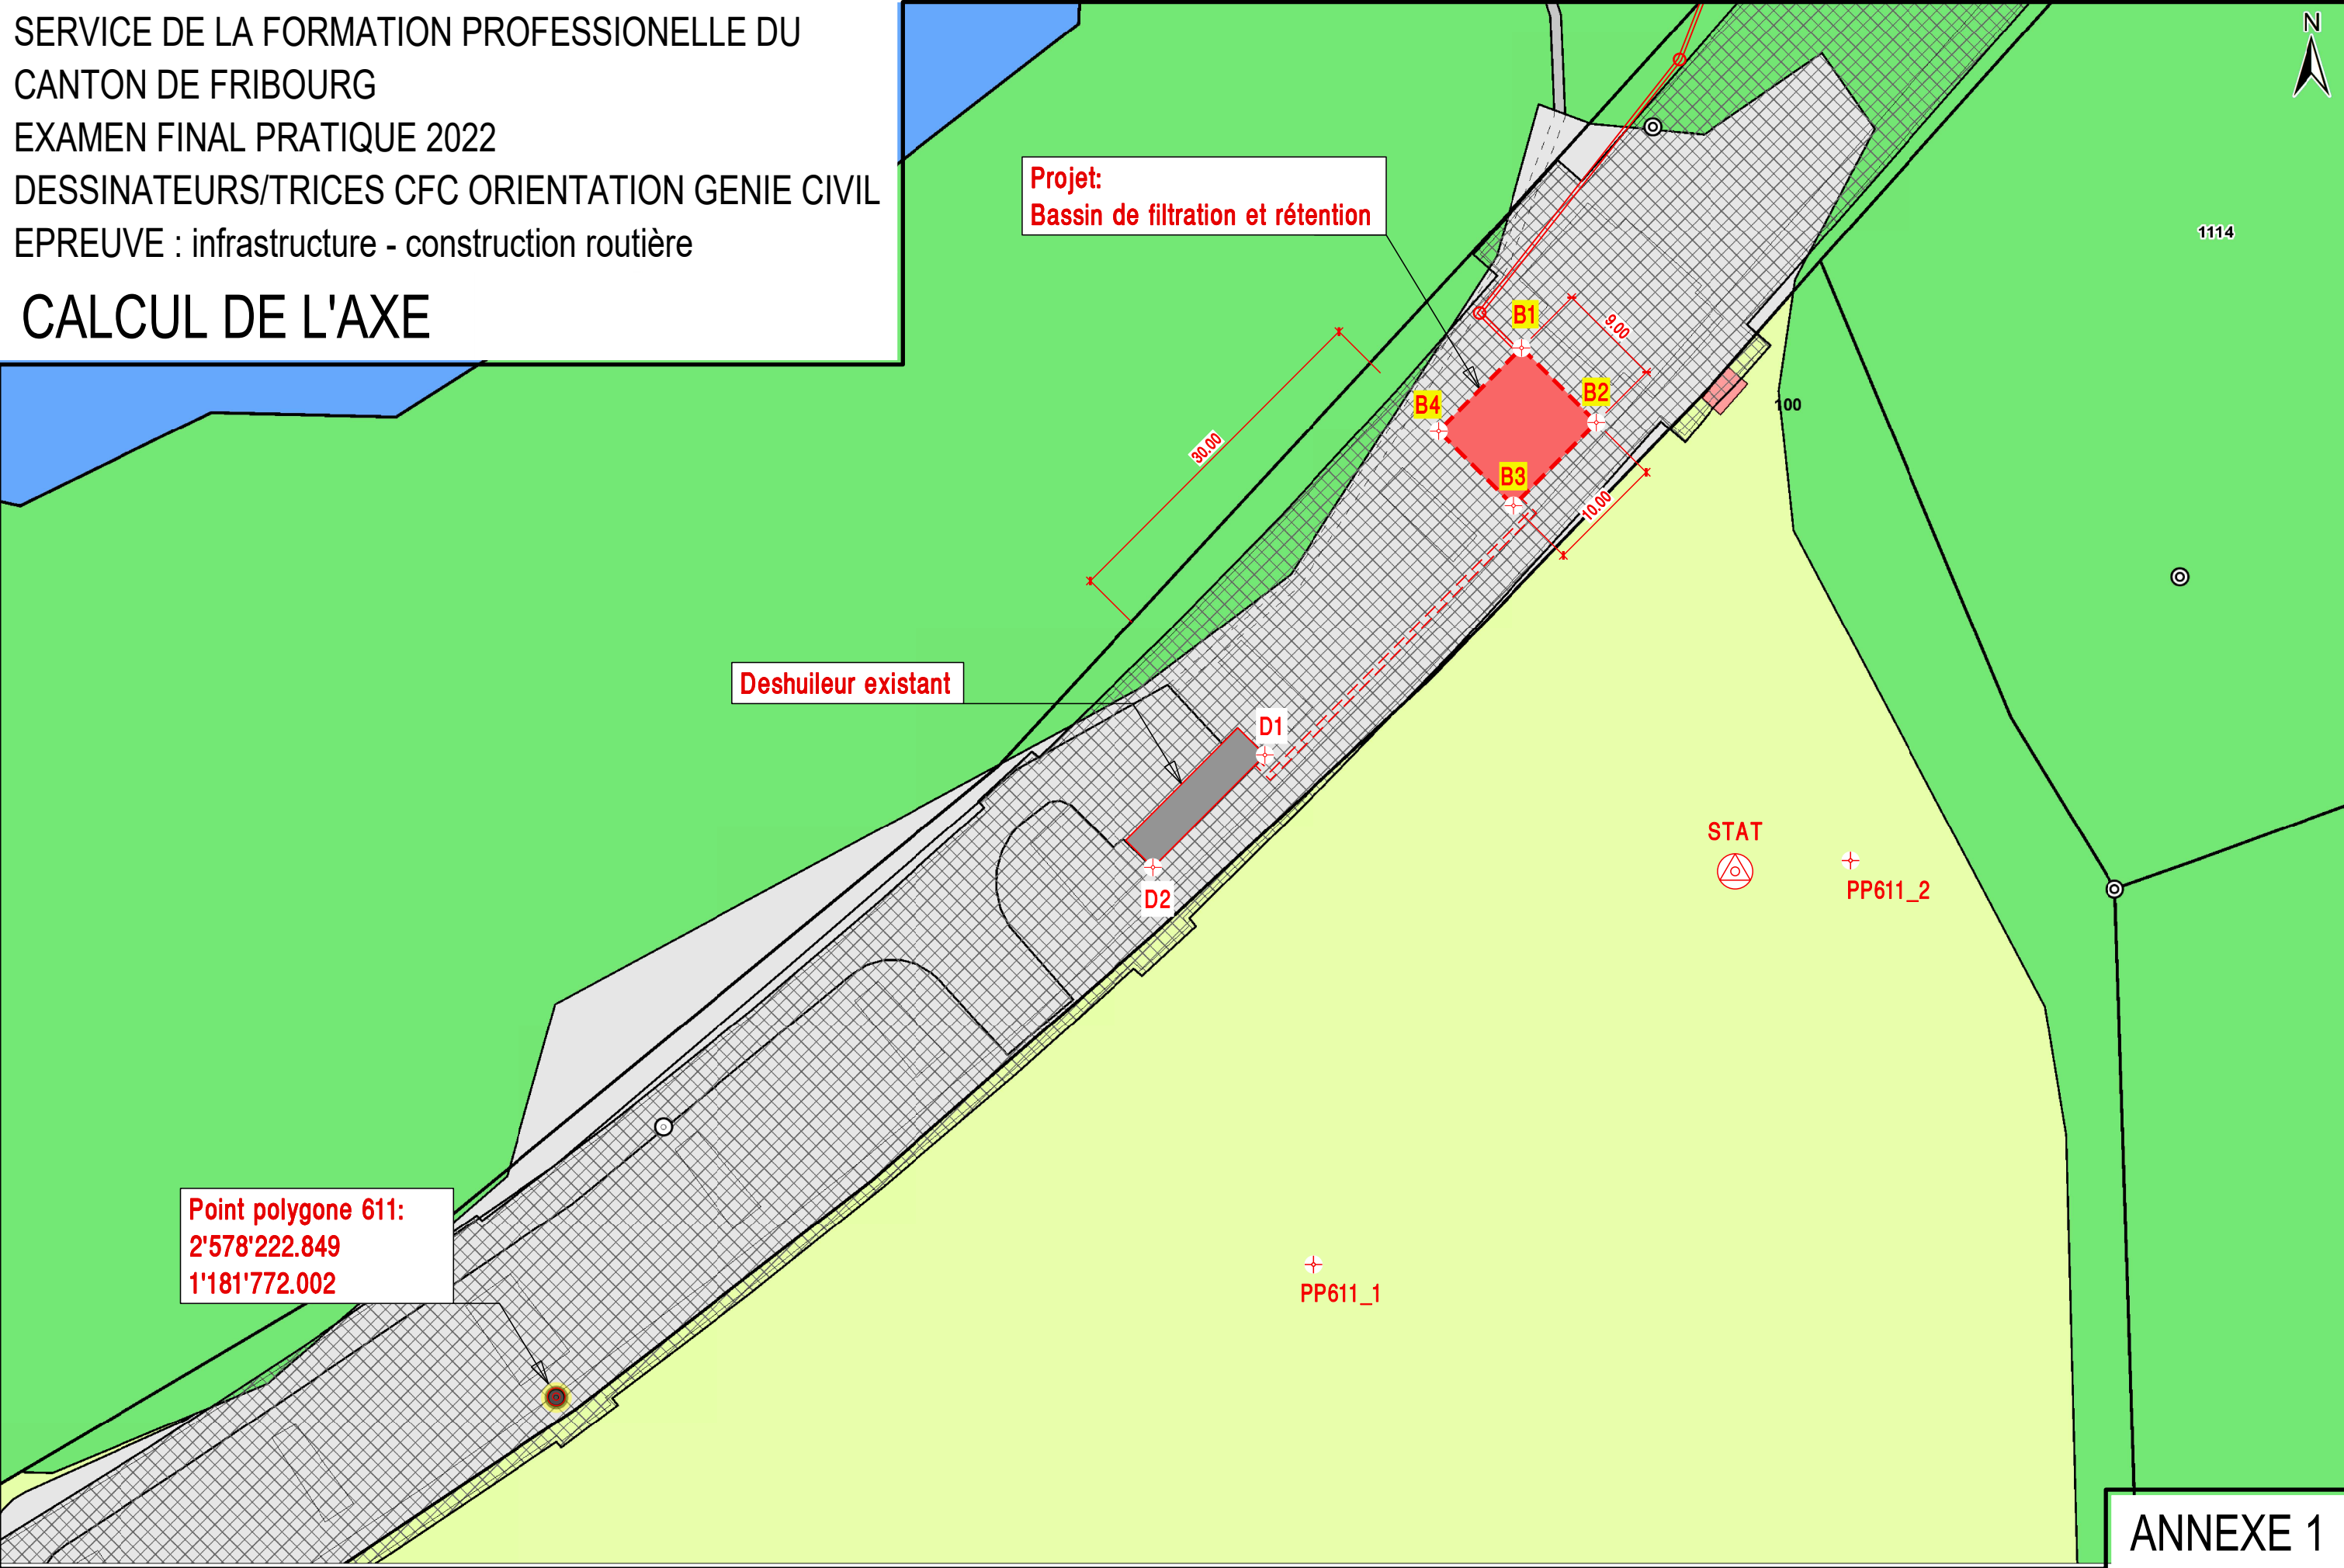 SERVICE DE LA FORMATION PROFESSIONELLE DU
CANTON DE FRIBOURG
EXAMEN FINAL PRATIQUE 2022
DESSINATEURS/TRICES CFC ORIENTATION GENIE CIVIL
EPREUVE : infrastructure - construction routière
CALCUL DE L'AXE
N
Projet:
Bassin de filtration et rétention
1114
B1
9.00
B2
B4
100
30.00
B3
10.00
Deshuileur existant
D1
STAT
PP611_2
D2
Point polygone 611:
2'578'222.849
1'181'772.002
PP611_1
ANNEXE 1